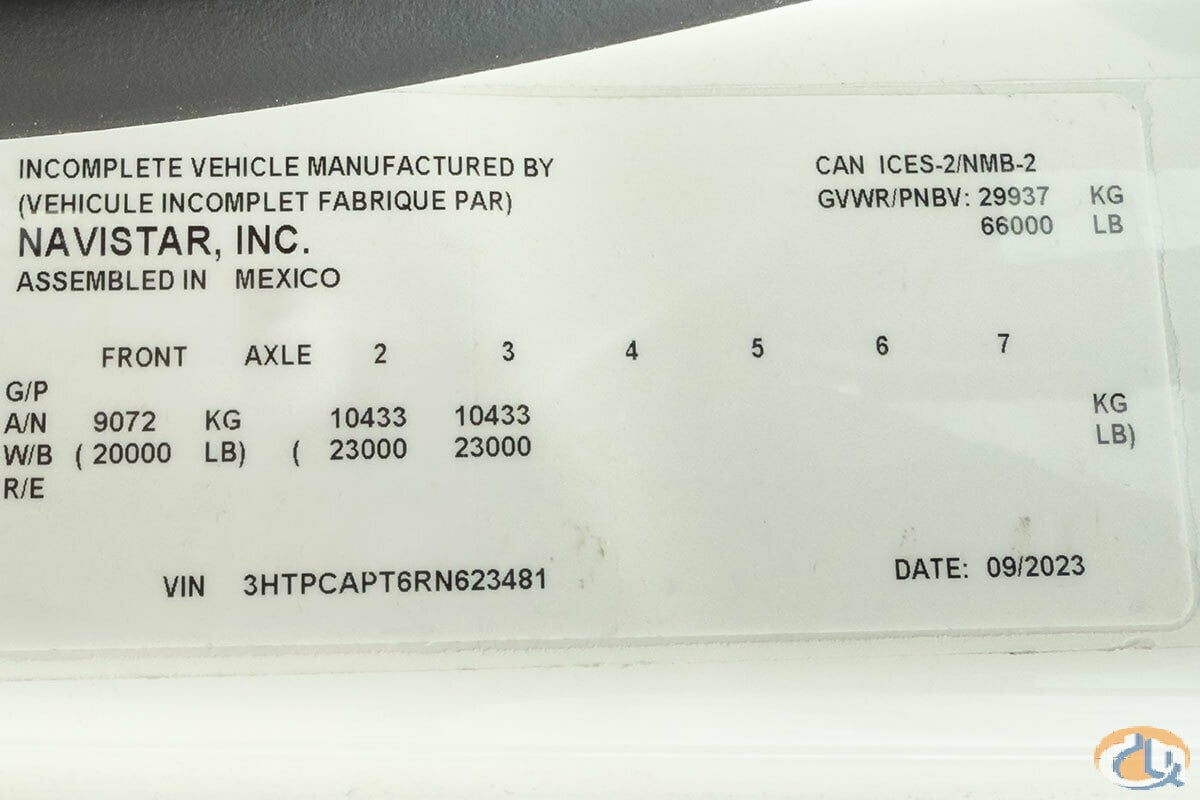 INCOMPLETE VEHICLE MANUFACTURED BY
(VEHICULE INCOMPLET FABRIQUE PAR)
NAVISTAR, INC.
ASSEMBLED IN MEXICO
CAN ICES-2/NMB-2
GVWR/PNBV: 29937 KG
66000 LB
FRONT AXLE 2 3 4 5 6 7
G/P
A/N 9072 KG 10433 10433 KG
W/B ( 20000 LB) ( 23000 23000 LB)
R/E
VIN 3HTPCAPT6RN623481
DATE: 09/2023